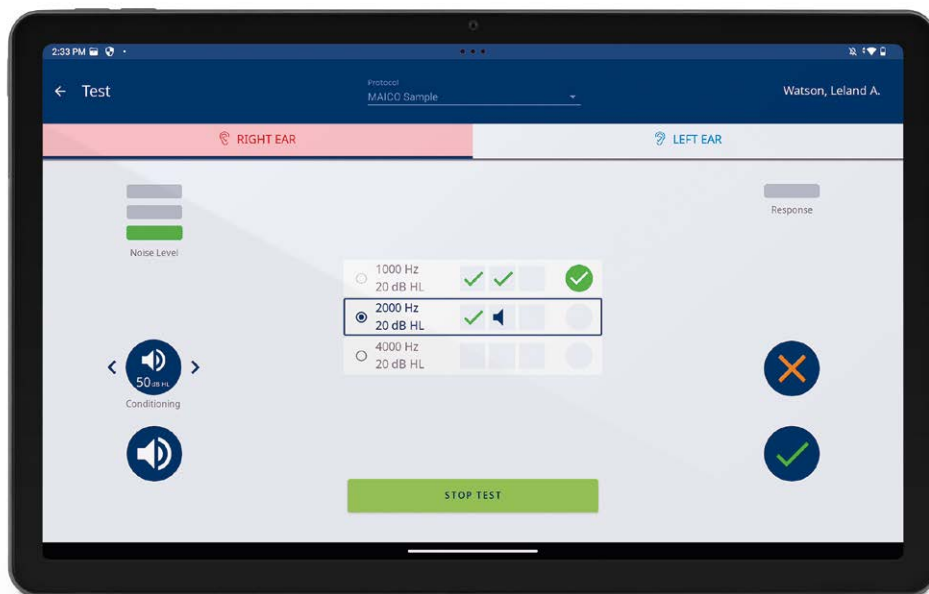 2:33 PM
Test
Protocol
MAICO Sample
Watson, Leland A.
RIGHT EAR
LEFT EAR
Noise Level
Response
1000 Hz
20 dB HL
2000 Hz
20 dB HL
4000 Hz
20 dB HL
50 dB HL
Conditioning
STOP TEST